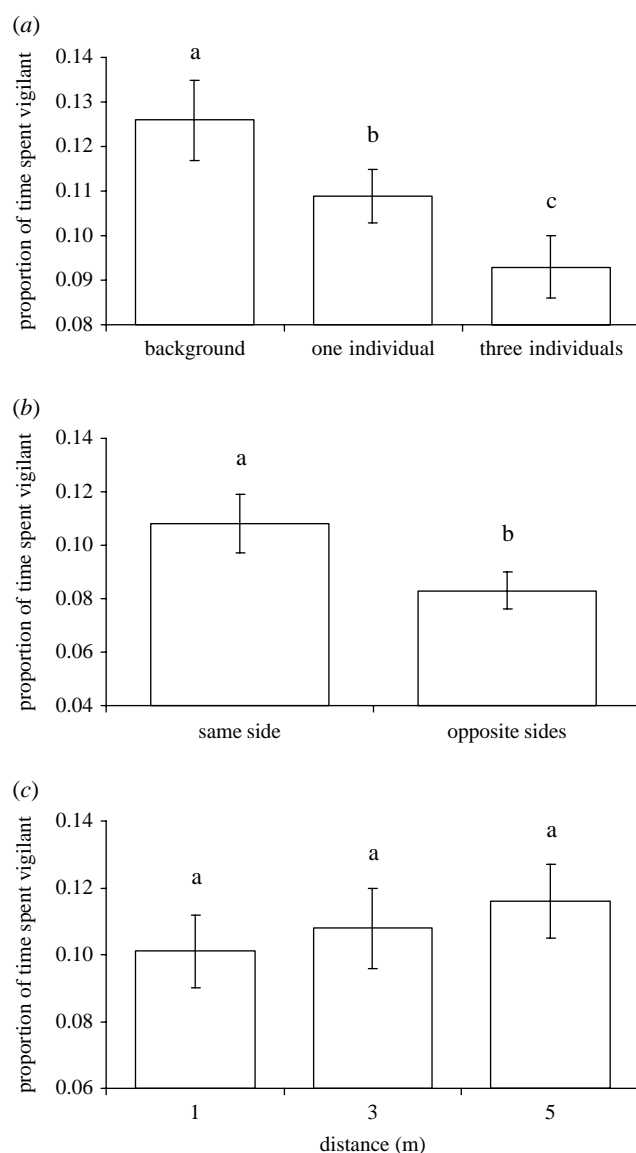 (a)
proportion of time spent vigilant
0.14
0.13
0.12
0.11
0.10
0.09
0.08
a
b
c
background one individual three individuals
(b)
proportion of time spent vigilant
0.14
0.12
0.10
0.08
0.06
0.04
a
b
same side opposite sides
(c)
proportion of time spent vigilant
0.14
0.12
0.10
0.08
0.06
a
a
a
1 3 5
distance (m)